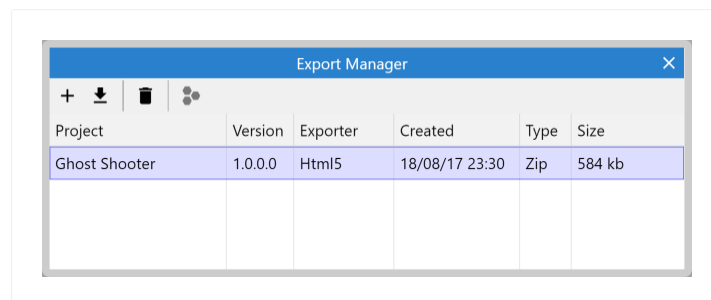 Export Manager
Project Version Exporter Created Type Size
Ghost Shooter 1.0.0.0 Html5 18/08/17 23:30 Zip 584 kb